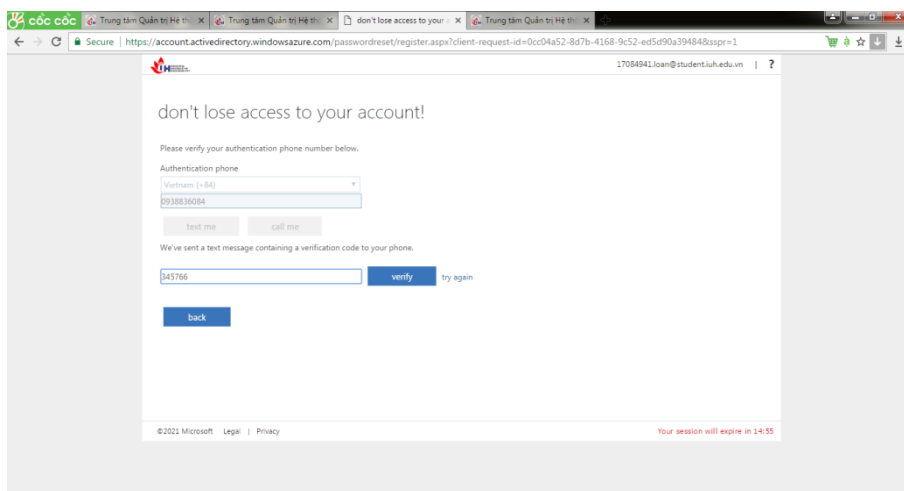 cốc cốc
Trung tâm Quản trị Hệ th
Trung tâm Quản trị Hệ th
don't lose access to your
Trung tâm Quản trị Hệ th
Secure | https://account.activedirectory.windowsazure.com/passwordreset/register.aspx?client-request-id=0cc04a52-8d7b-4168-9c52-ed5d90a39484&sspr=1
17084941.loan@student.iuh.edu.vn | ?
don't lose access to your account!
Please verify your authentication phone number below.
Authentication phone
Vietnam (+84)
0938836084
text me call me
We've sent a text message containing a verification code to your phone.
345766 verify try again
back
©2021 Microsoft Legal | Privacy Your session will expire in 14:55